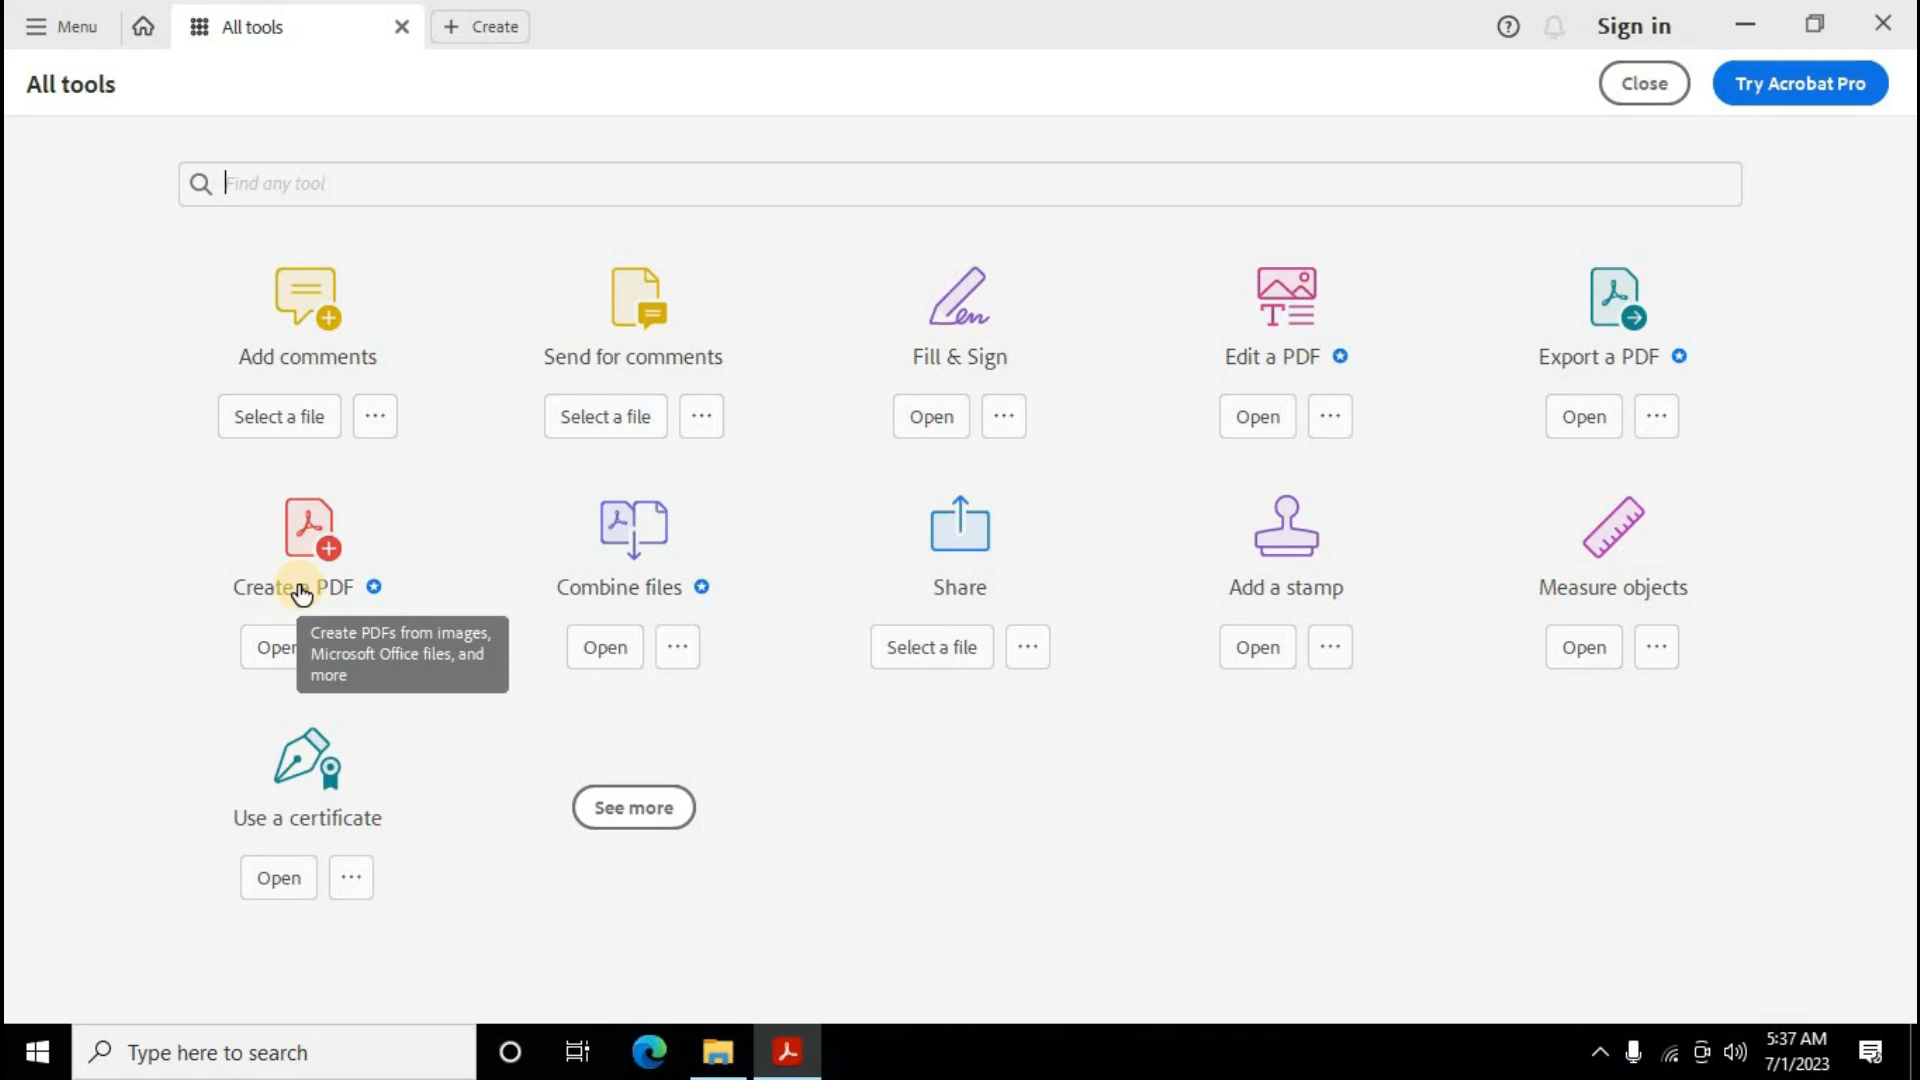 Menu
All tools
Create
Sign in
All tools
Close
Try Acrobat Pro
Find any tool
Add comments
Send for comments
Fill & Sign
Edit a PDF
Export a PDF
Select a file
Select a file
Open
Open
Open
Create a PDF
Combine files
Share
Add a stamp
Measure objects
Open
Select a file
Open
Open
Create PDFs from images,
Microsoft Office files, and
more
Use a certificate
See more
Open
Type here to search
5:37 AM
7/1/2023